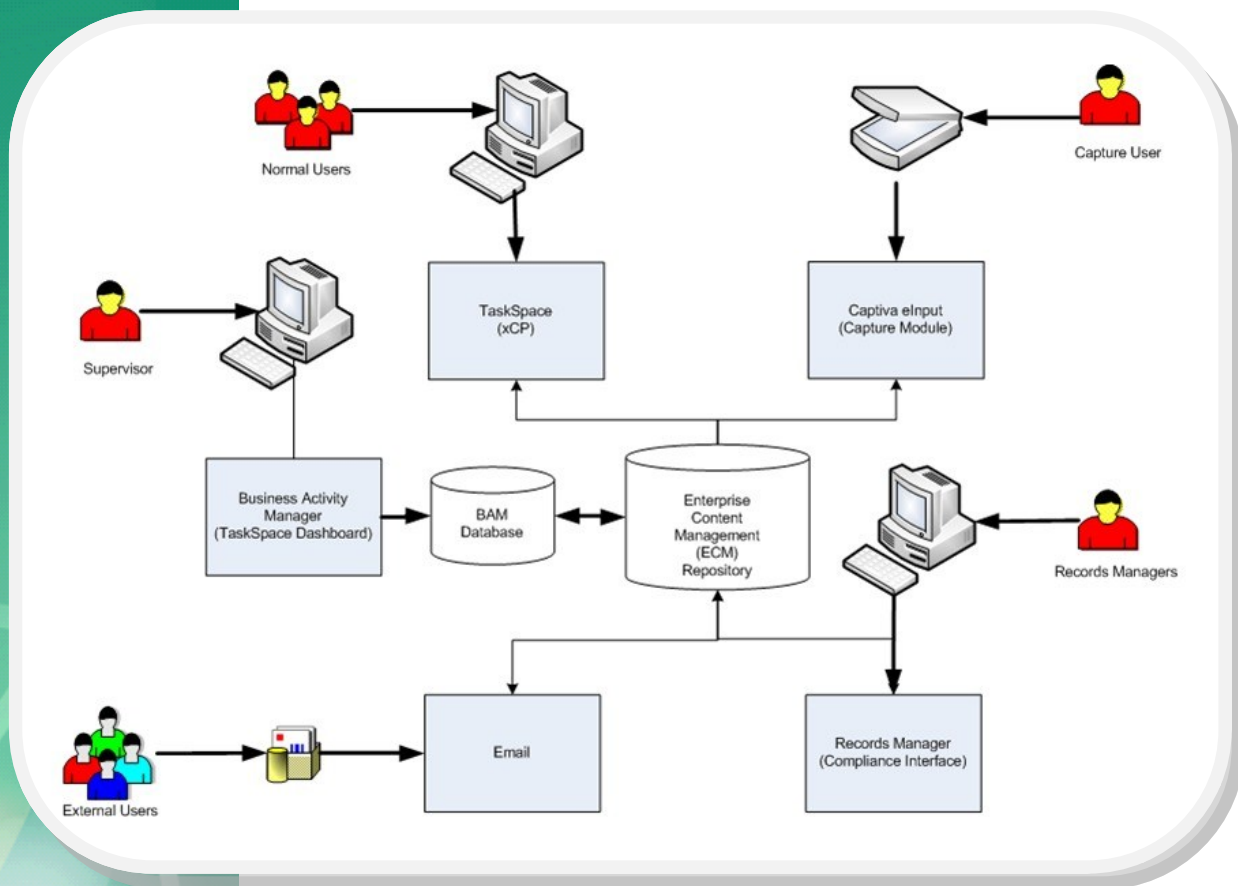 Normal Users
Capture User
TaskSpace
(xCP)
Captiva eInput
(Capture Module)
Supervisor
Business Activity
Manager
(TaskSpace Dashboard)
BAM
Database
Enterprise
Content
Management
(ECM)
Repository
Records Managers
External Users
Email
Records Manager
(Compliance Interface)